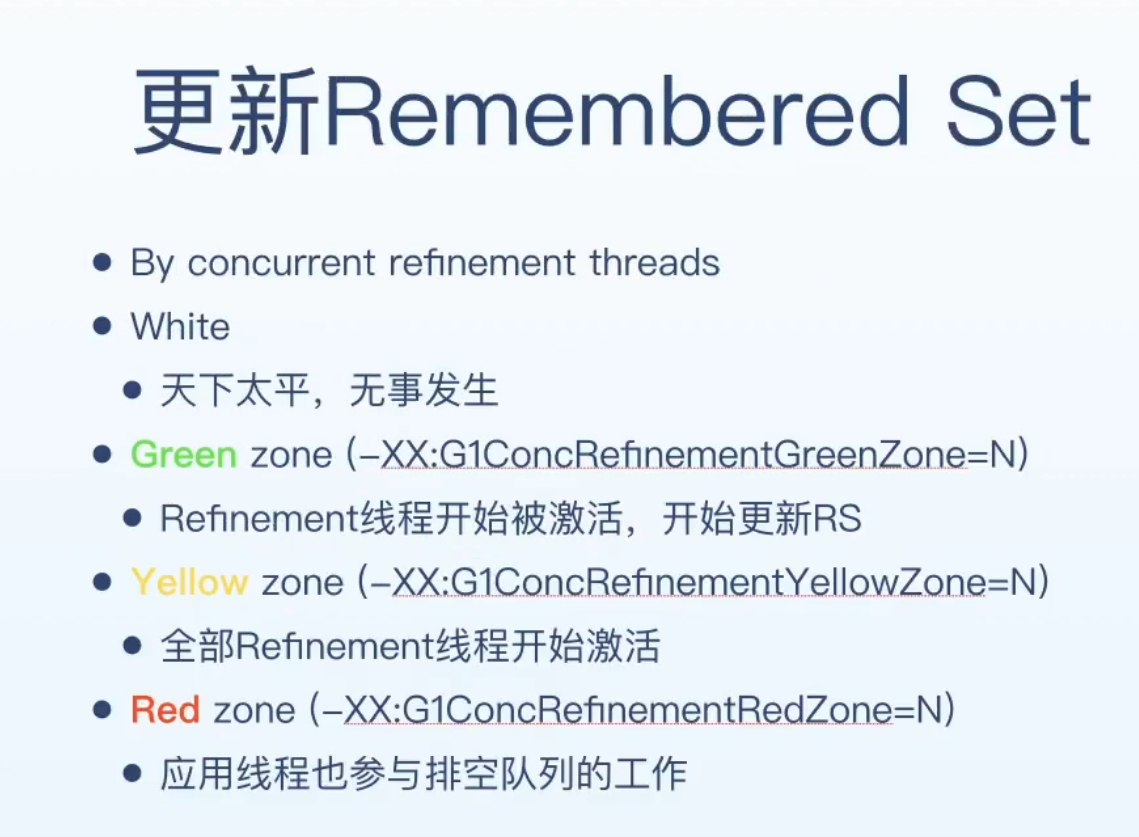 更新Remembered Set
By concurrent refinement threads
White
天下太平，无事发生
Green zone (-XX:G1ConcRefinementGreenZone=N)
Refinement线程开始被激活，开始更新RS
Yellow zone (-XX:G1ConcRefinementYellowZone=N)
全部Refinement线程开始激活
Red zone (-XX:G1ConcRefinementRedZone=N)
应用线程也参与排空队列的工作